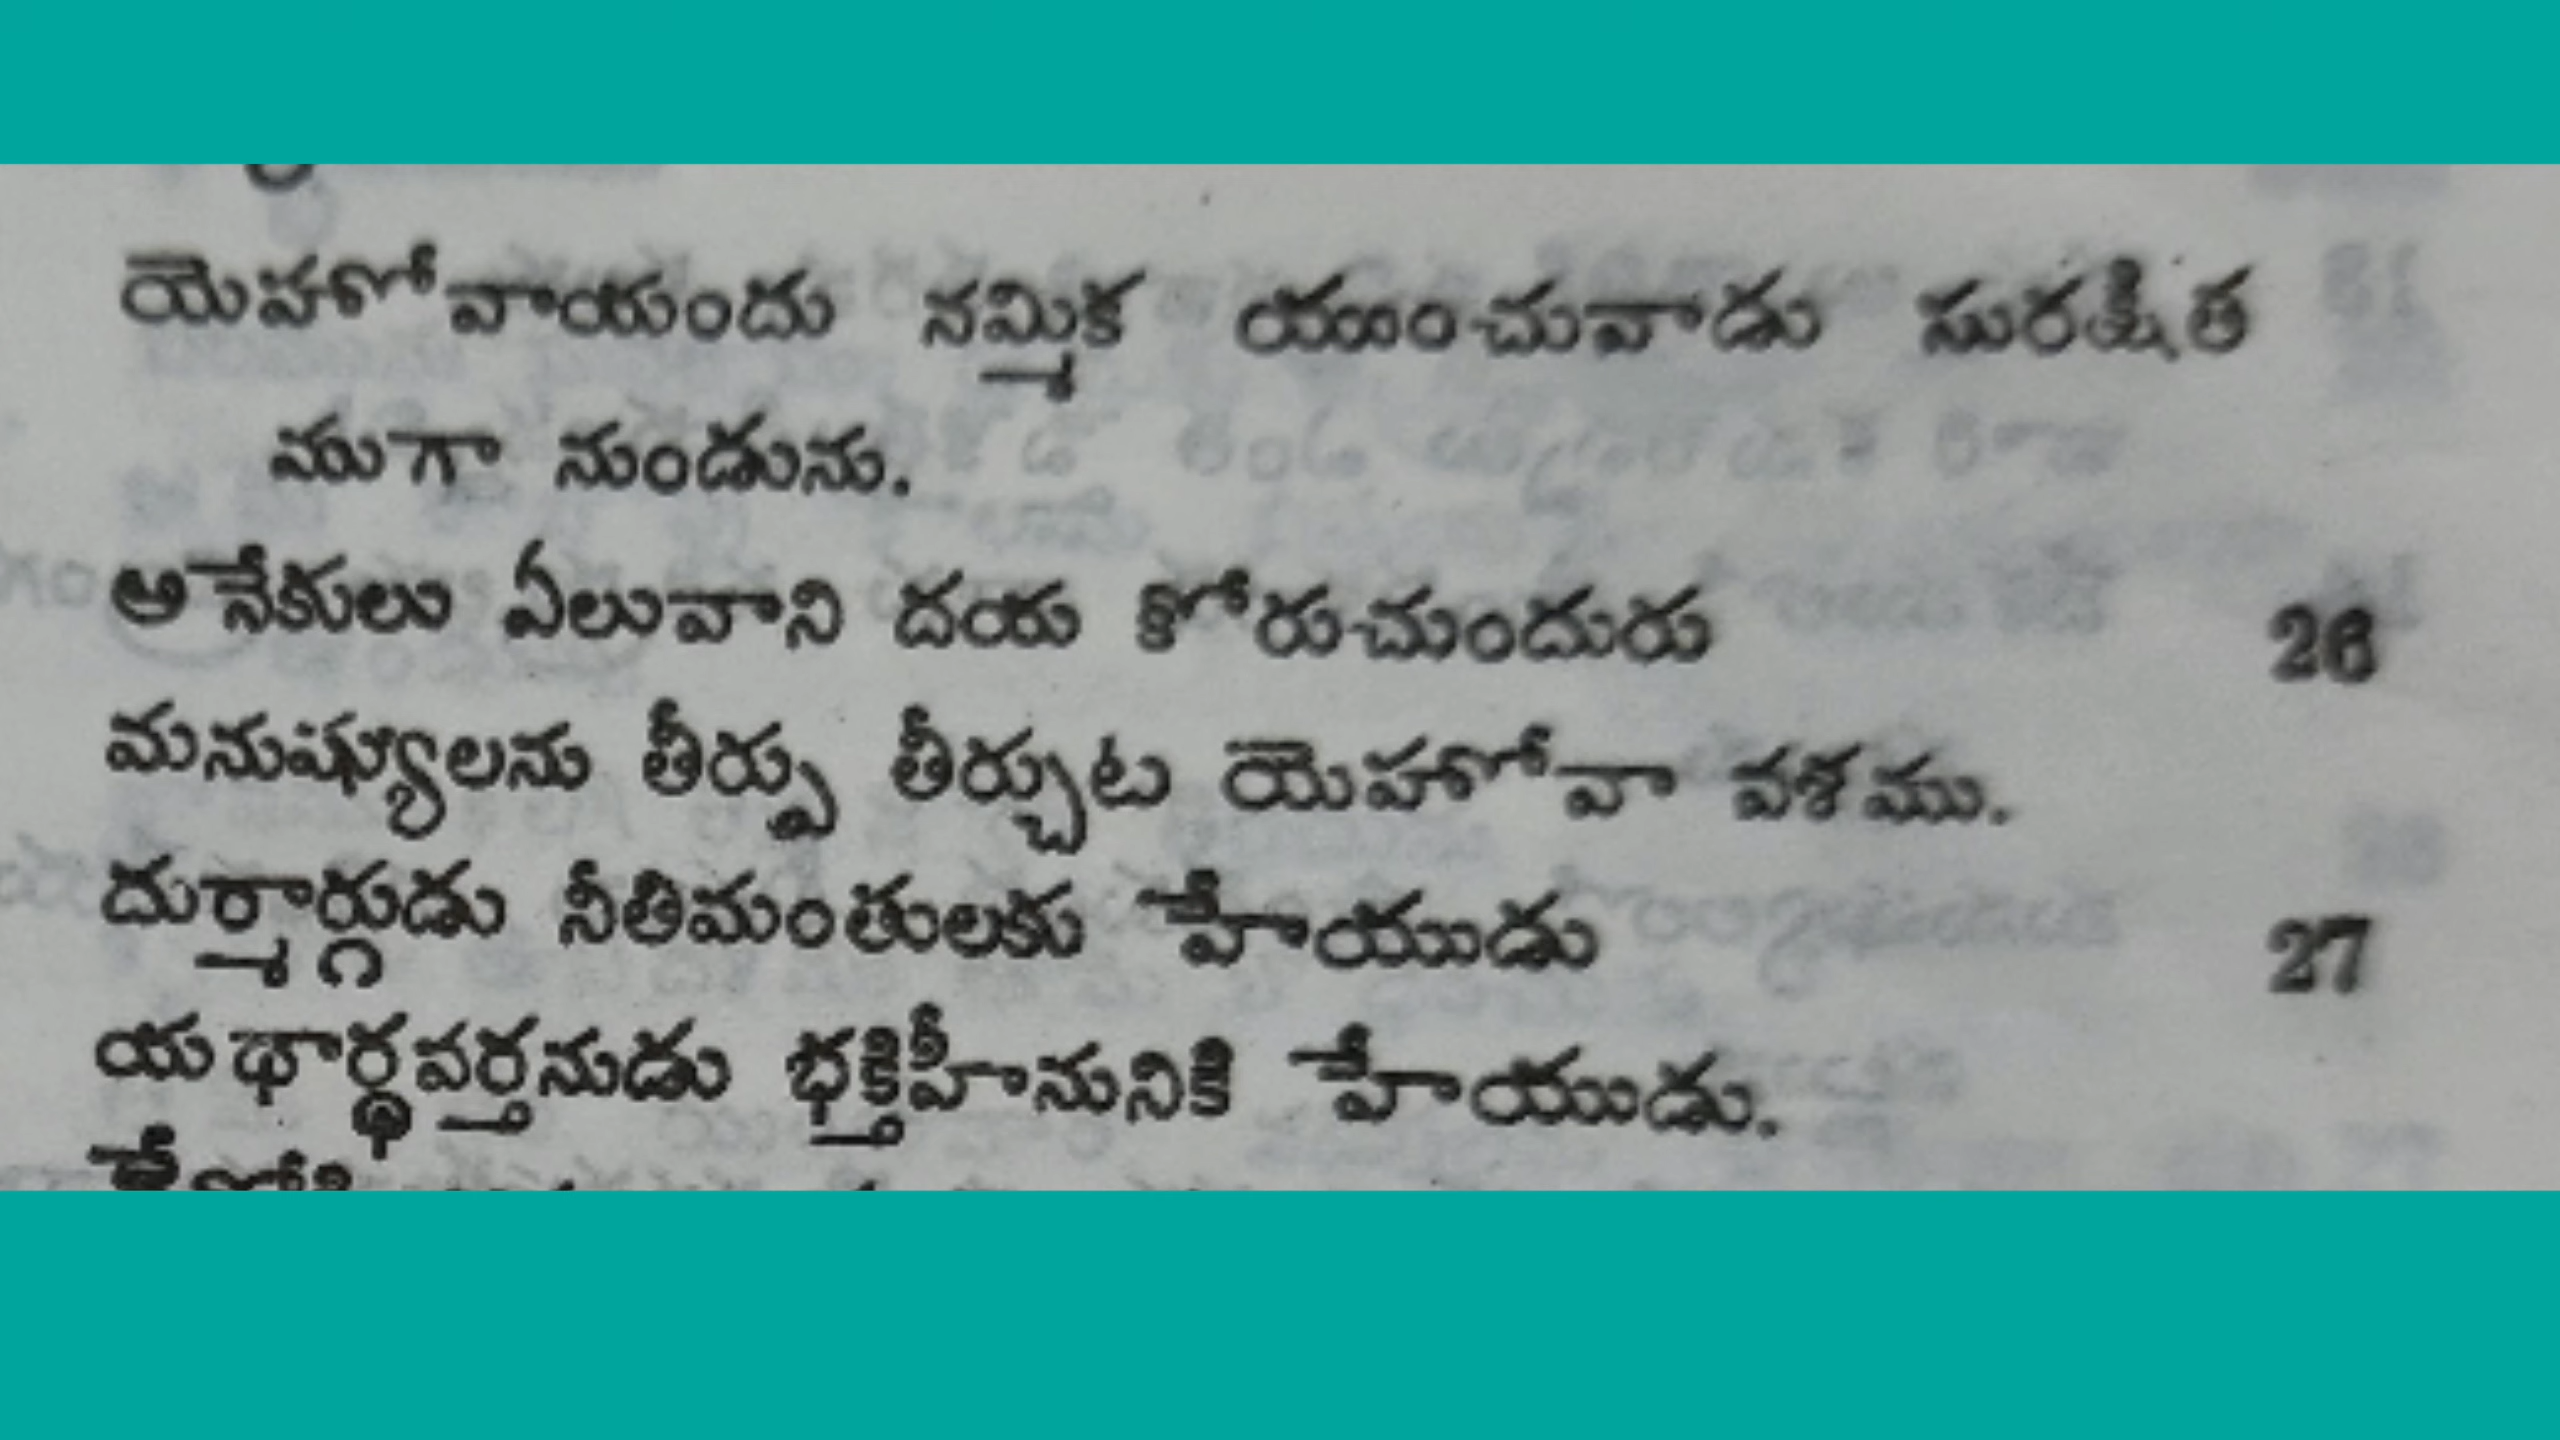 యెహోవాయందు నమ్మిక యుంచువాడు సురక్షిత
ముగా నుండును.
అనేకులు ఏలువాని దయ కోరుచుందురు 26
మనుష్యులను తీర్పు తీర్చుట యెహోవా వశము.
దుర్మార్గుడు నీతిమంతులకు హేయుడు 27
యథార్థవర్తనుడు భక్తిహీనునికి హేయుడు.